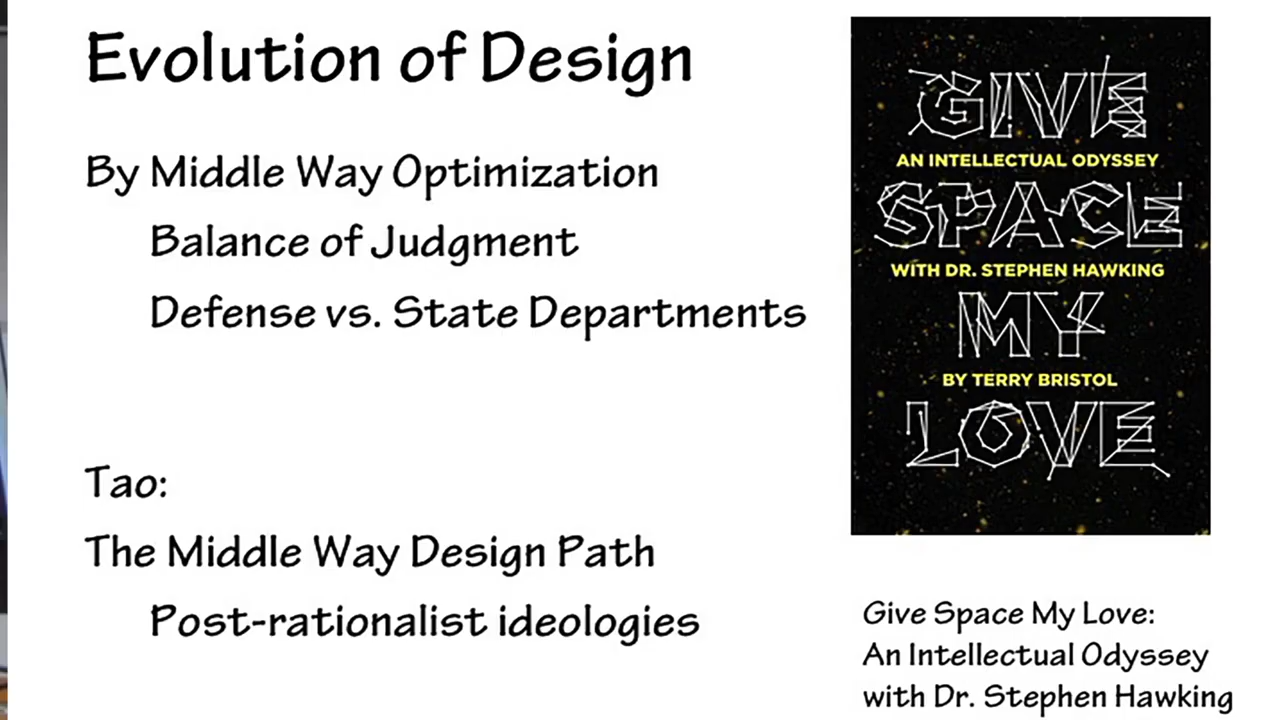 Evolution of Design
By Middle Way Optimization
Balance of Judgment
Defense vs. State Departments
Tao:
The Middle Way Design Path
Post-rationalist ideologies
GIVE
AN INTELLECTUAL ODYSSEY
SPACE
WITH DR. STEPHEN HAWKING
MY
BY TERRY BRISTOL
LOVE
Give Space My Love:
An Intellectual Odyssey
with Dr. Stephen Hawking